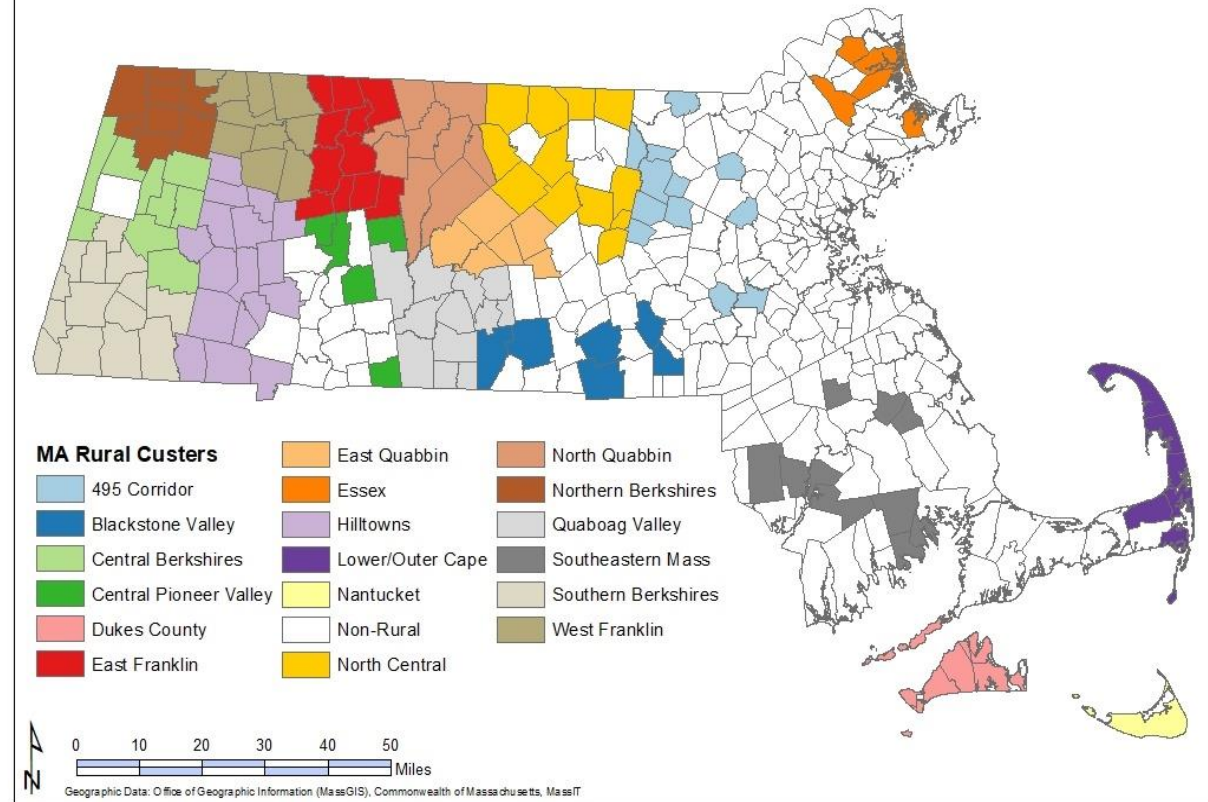 MA Rural Custers
495 Corridor
Blackstone Valley
Central Berkshires
Central Pioneer Valley
Dukes County
East Franklin
East Quabbin
Essex
Hilltowns
Lower/Outer Cape
Nantucket
Non-Rural
North Central
North Quabbin
Northern Berkshires
Quaboag Valley
Southeastern Mass
Southern Berkshires
West Franklin
N
0 10 20 30 40 50
Miles
Geographic Data: Office of Geographic Information (MassGIS), Commonwealth of Massachusetts, MassIT